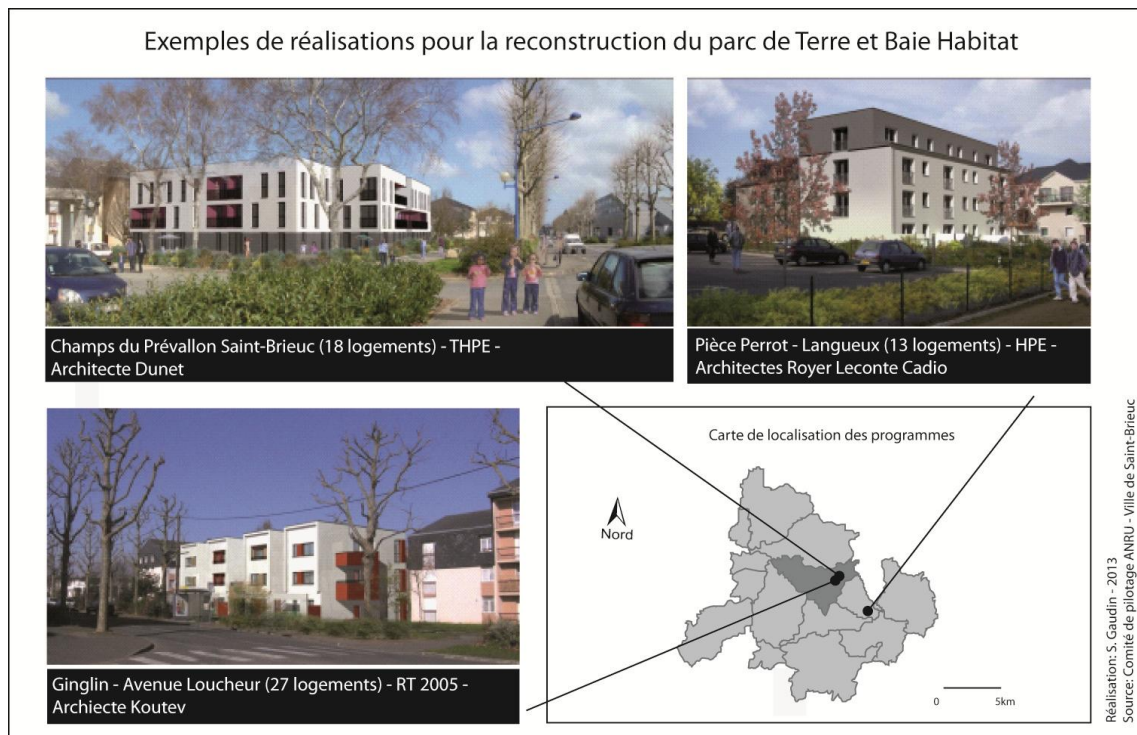 Exemples de réalisations pour la reconstruction du parc de Terre et Baie Habitat
Champs du Prévallon Saint-Brieuc (18 logements) - THPE -
Architecte Dunet
Pièce Perrot - Langueux (13 logements) - HPE -
Architectes Royer Leconte Cadio
Ginglin - Avenue Loucheur (27 logements) - RT 2005 -
Archiecte Koutev
Carte de localisation des programmes
Nord
0 5km
Réalisation: S. Gaudin - 2013
Source: Comité de pilotage ANRU - Ville de Saint-Brieuc